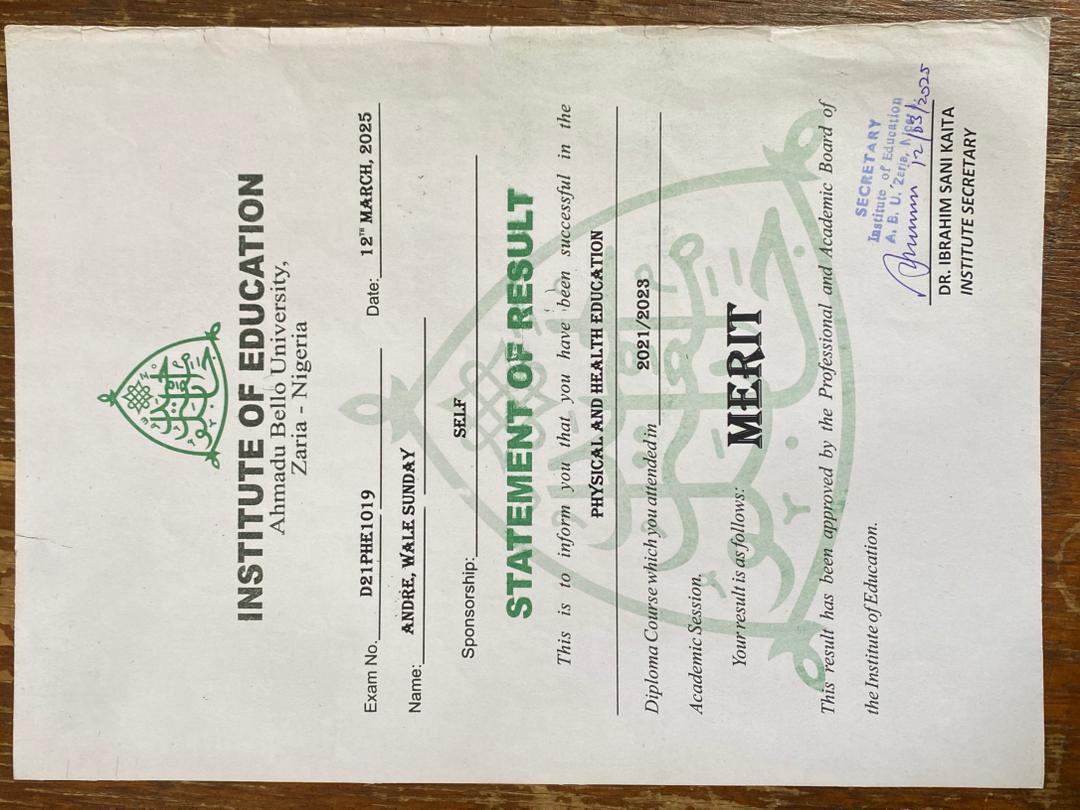 INSTITUTE OF EDUCATION
Ahmadu Bello University,
Zaria - Nigeria
Exam No. D21PHE1019 Date: 12TH MARCH, 2025
Name: ANDRE, WALE SUNDAY
Sponsorship: SELF
STATEMENT OF RESULT
This is to inform you that you have been successful in the
PHYSICAL AND HEALTH EDUCATION
Diploma Course which you attended in 2021/2023
Academic Session.
Your result is as follows: MERIT
This result has been approved by the Professional and Academic Board of
the Institute of Education.
SECRETARY
Institute of Education
A. B. U. Zaria,
12/03/2025
DR. IBRAHIM SANI KAITA
INSTITUTE SECRETARY